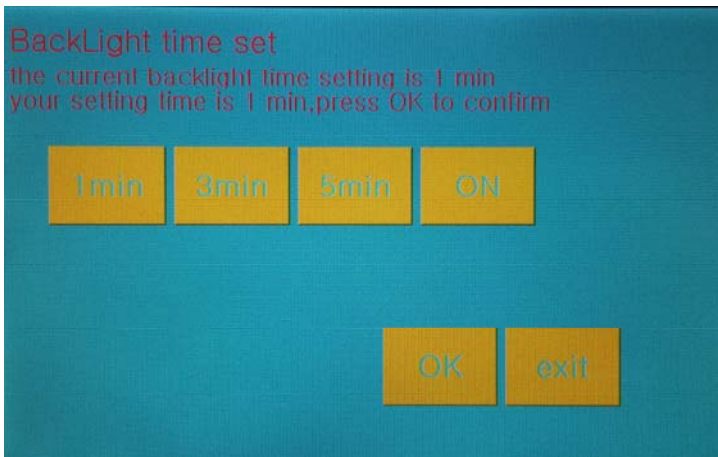 BackLight time set
the current backlight time setting is 1 min
your setting time is 1 min,press OK to confirm
1min 3min 5min ON
OK exit